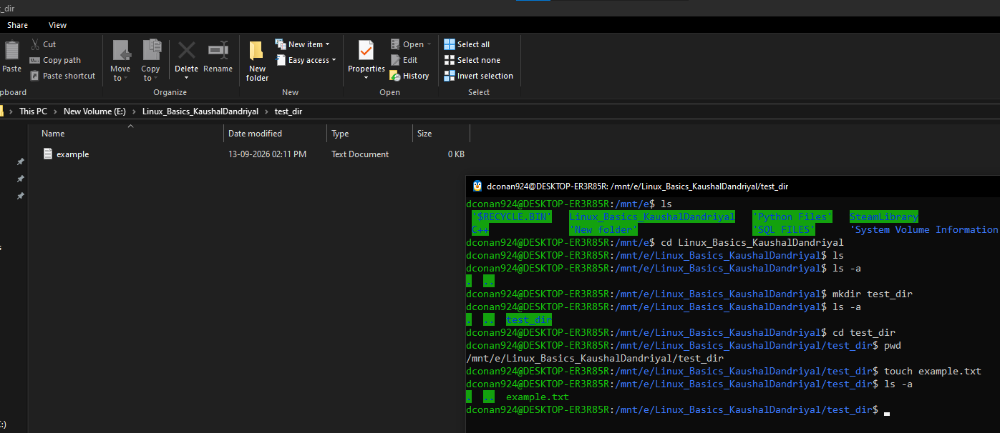 _dir
Share View
Cut
Copy path
Paste Paste shortcut
Move to Copy to Delete Rename
New folder
New item
Easy access
Properties
Open
Edit
History
Select all
Select none
Invert selection
pboard Organize New Open Select
This PC > New Volume (E:) > Linux_Basics_KaushalDandriyal > test_dir
Name Date modified Type Size
example 13-09-2026 02:11 PM Text Document 0 KB
dconan924@DESKTOP-ER3R85R: /mnt/e/Linux_Basics_KaushalDandriyal/test_dir
dconan924@DESKTOP-ER3R85R:/mnt/e$ ls
'$RECYCLE.BIN' Linux_Basics_KaushalDandriyal 'Python Files' SteamLibrary
C++ 'New folder' 'SQL FILES' 'System Volume Information
dconan924@DESKTOP-ER3R85R:/mnt/e$ cd Linux_Basics_KaushalDandriyal
dconan924@DESKTOP-ER3R85R:/mnt/e/Linux_Basics_KaushalDandriyal$ ls
dconan924@DESKTOP-ER3R85R:/mnt/e/Linux_Basics_KaushalDandriyal$ ls -a
. ..
dconan924@DESKTOP-ER3R85R:/mnt/e/Linux_Basics_KaushalDandriyal$ mkdir test_dir
dconan924@DESKTOP-ER3R85R:/mnt/e/Linux_Basics_KaushalDandriyal$ ls -a
. .. test_dir
dconan924@DESKTOP-ER3R85R:/mnt/e/Linux_Basics_KaushalDandriyal$ cd test_dir
dconan924@DESKTOP-ER3R85R:/mnt/e/Linux_Basics_KaushalDandriyal/test_dir$ pwd
/mnt/e/Linux_Basics_KaushalDandriyal/test_dir
dconan924@DESKTOP-ER3R85R:/mnt/e/Linux_Basics_KaushalDandriyal/test_dir$ touch example.txt
dconan924@DESKTOP-ER3R85R:/mnt/e/Linux_Basics_KaushalDandriyal/test_dir$ ls -a
. .. example.txt
dconan924@DESKTOP-ER3R85R:/mnt/e/Linux_Basics_KaushalDandriyal/test_dir$